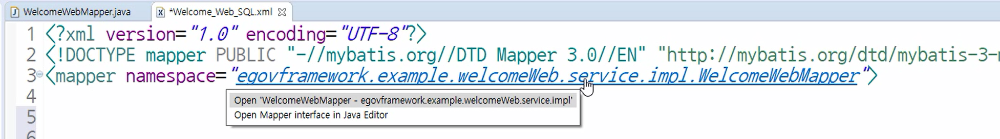 WelcomeWebMapper.java *Welcome_Web_SQL.xml
1 <?xml version="1.0" encoding="UTF-8"?>
2 <!DOCTYPE mapper PUBLIC "-//mybatis.org//DTD Mapper 3.0//EN" "http://mybatis.org/dtd/mybatis-3-
3 <mapper namespace="egovframework.example.welcomeWeb.service.impl.WelcomeWebMapper">
4
Open 'WelcomeWebMapper - egovframework.example.welcomeWeb.service.impl'
5
Open Mapper interface in Java Editor
6